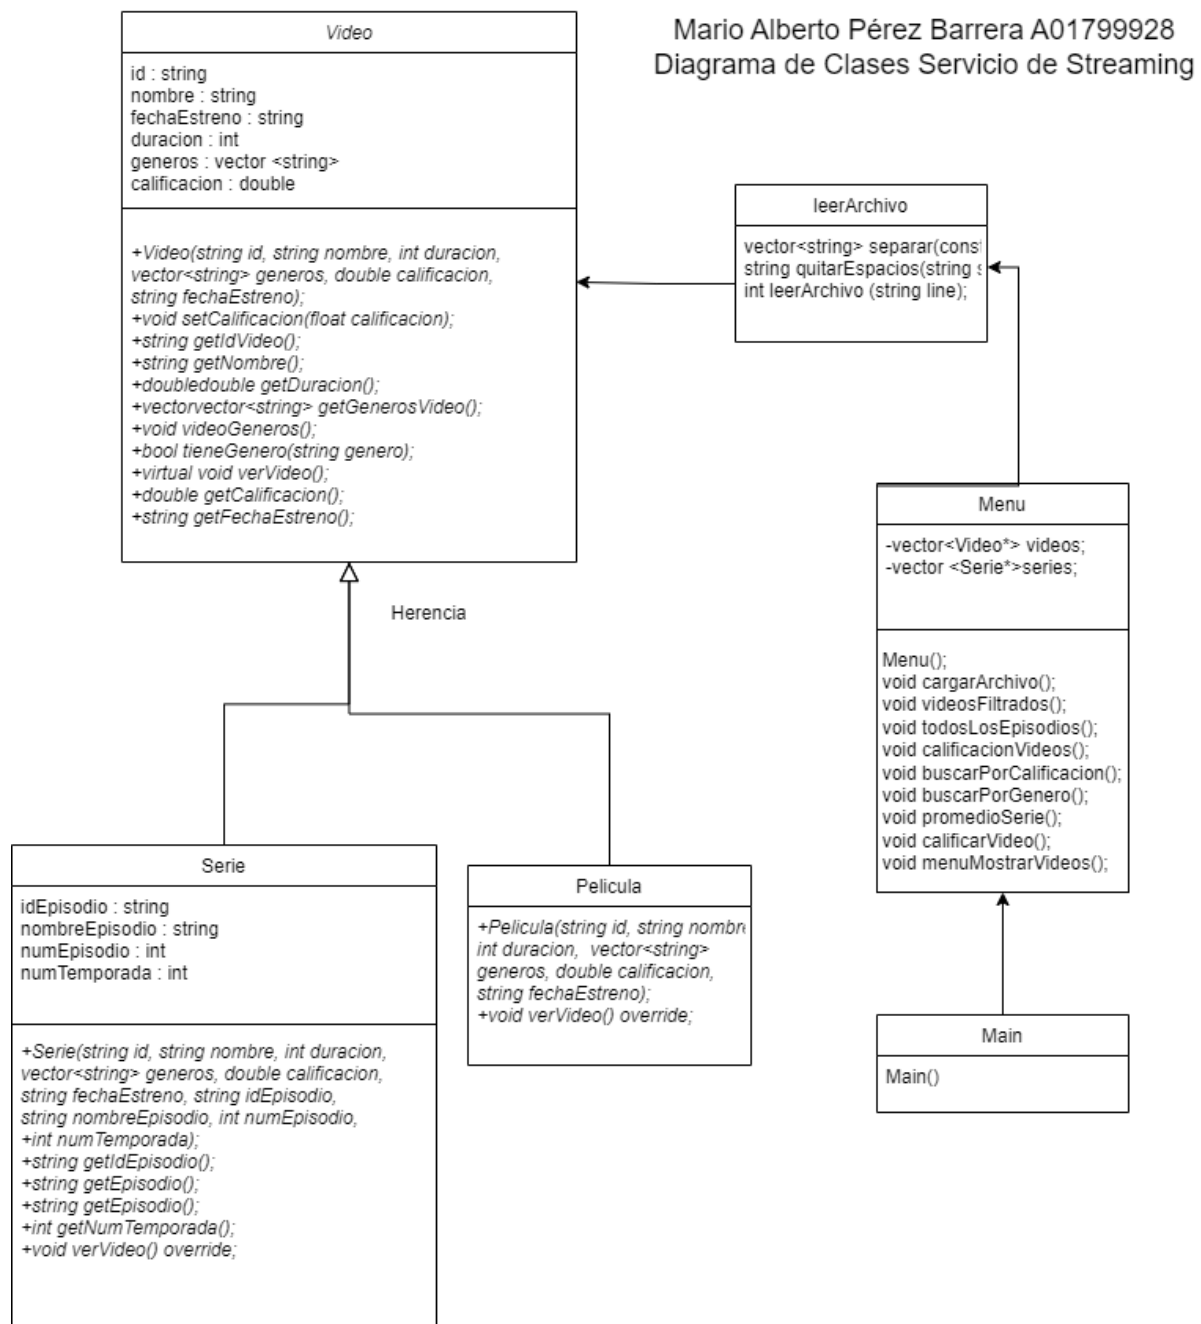 Mario Alberto Pérez Barrera A01799928
Diagrama de Clases Servicio de Streaming
Video
id : string
nombre : string
fechaEstreno : string
duracion : int
generos : vector <string>
calificacion : double
+Video(string id, string nombre, int duracion,
vector<string> generos, double calificacion,
string fechaEstreno);
+void setCalificacion(float calificacion);
+string getIdVideo();
+string getNombre();
+doubledouble getDuracion();
+vectorvector<string> getGenerosVideo();
+void videoGeneros();
+bool tieneGenero(string genero);
+virtual void verVideo();
+double getCalificacion();
+string getFechaEstreno();
leerArchivo
vector<string> separar(const
string quitarEspacios(string s
int leerArchivo (string line);
Herencia
Menu
-vector<Video*> videos;
-vector <Serie*>series;
Menu();
void cargarArchivo();
void videosFiltrados();
void todosLosEpisodios();
void calificacionVideos();
void buscarPorCalificacion();
void buscarPorGenero();
void promedioSerie();
void calificarVideo();
void menuMostrarVideos();
Serie
idEpisodio : string
nombreEpisodio : string
numEpisodio : int
numTemporada : int
+Serie(string id, string nombre, int duracion,
vector<string> generos, double calificacion,
string fechaEstreno, string idEpisodio,
string nombreEpisodio, int numEpisodio,
+int numTemporada);
+string getIdEpisodio();
+string getEpisodio();
+string getEpisodio();
+int getNumTemporada();
+void verVideo() override;
Pelicula
+Pelicula(string id, string nombre
int duracion, vector<string>
generos, double calificacion,
string fechaEstreno);
+void verVideo() override;
Main
Main()